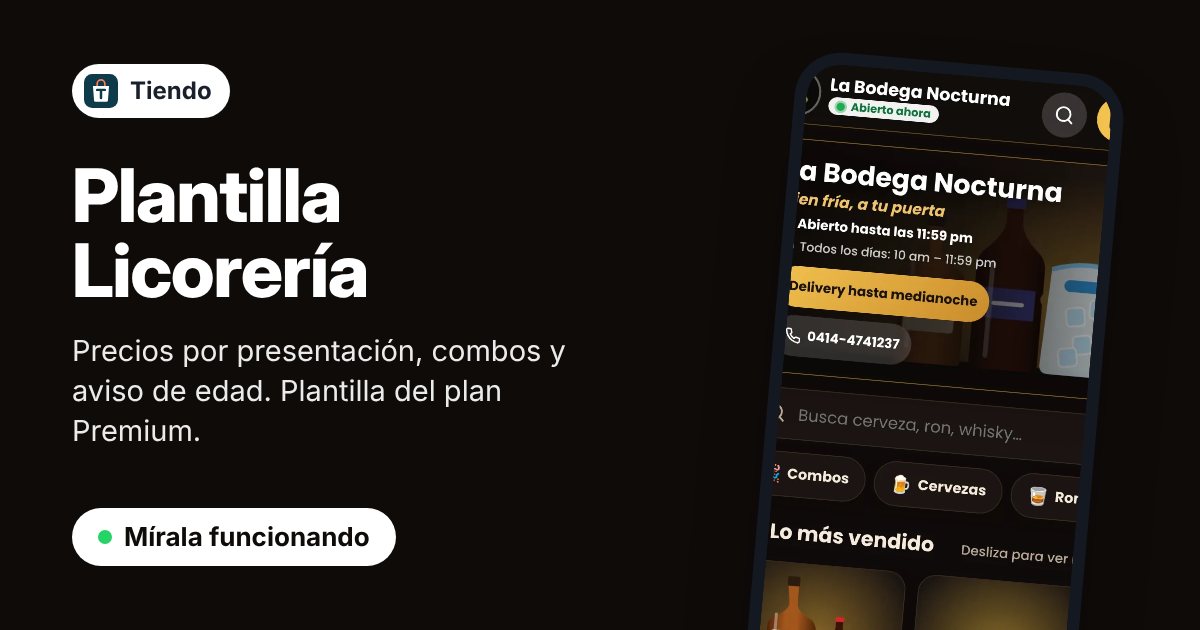 Tiendo
Plantilla
Licorería
Precios por presentación, combos y
aviso de edad. Plantilla del plan
Premium.
Mírala funcionando
La Bodega Nocturna
Abierto ahora
a Bodega Nocturna
ien fría, a tu puerta
Abierto hasta las 11:59 pm
Todos los días: 10 am – 11:59 pm
Delivery hasta medianoche
0414-4741237
Busca cerveza, ron, whisky...
Combos
Cervezas
Ron
Lo más vendido
Desliza para ver